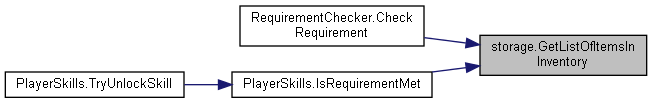 RequirementChecker.Check
Requirement
storage.GetListOfItemsIn
Inventory
PlayerSkills.TryUnlockSkill
PlayerSkills.IsRequirementMet